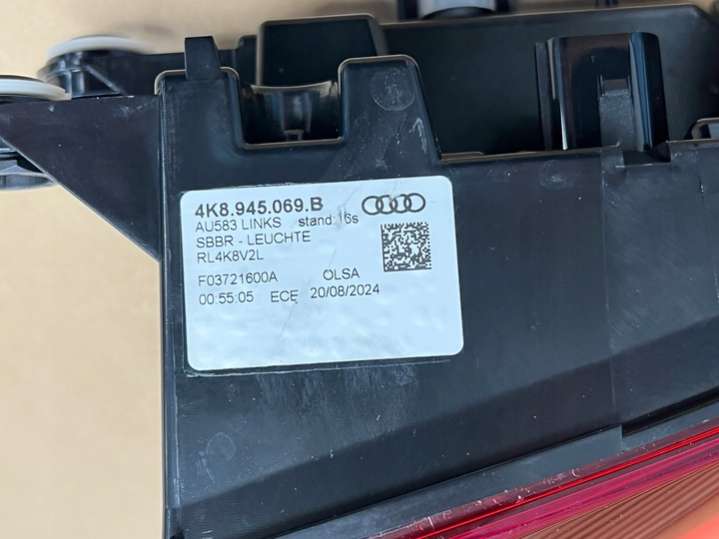 4K8.945.069.B
AU583 LINKS stand:16s
SBBR - LEUCHTE
RL4K8V2L
F03721600A OLSA
00:55:05 ECE 20/08/2024